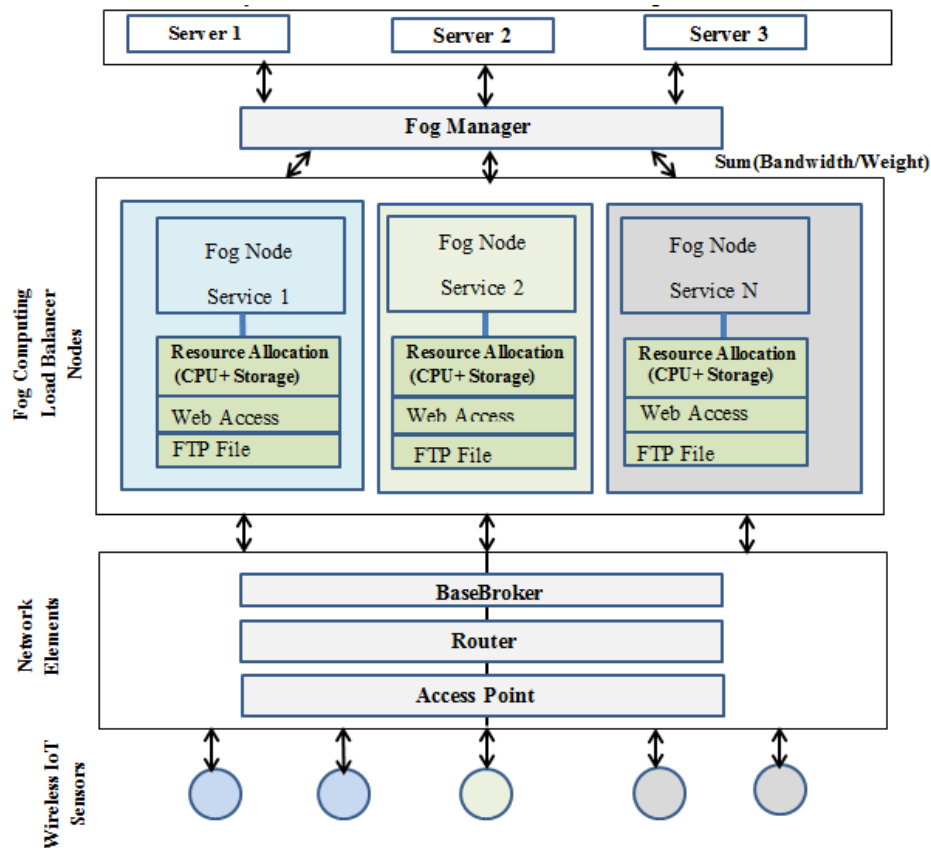 Server 1
Server 2
Server 3
Fog Manager
Sum(Bandwidth/Weight)
Fog Computing
Load Balancer
Nodes
Fog Node
Service 1
Resource Allocation
(CPU+ Storage)
Web Access
FTP File
Fog Node
Service 2
Resource Allocation
(CPU+ Storage)
Web Access
FTP File
Fog Node
Service N
Resource Allocation
(CPU+ Storage)
Web Access
FTP File
Network
Elements
BaseBroker
Router
Access Point
Wireless IoT
Sensors